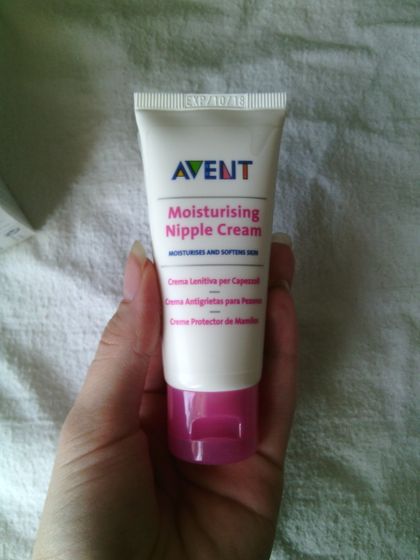 EXP/10/18
AVENT
Moisturising
Nipple Cream
MOISTURISES AND SOFTENS SKIN
Crema Lenitiva per Capezzoli
Crema Antigrietas para Pezones
Creme Protector de Mamilos